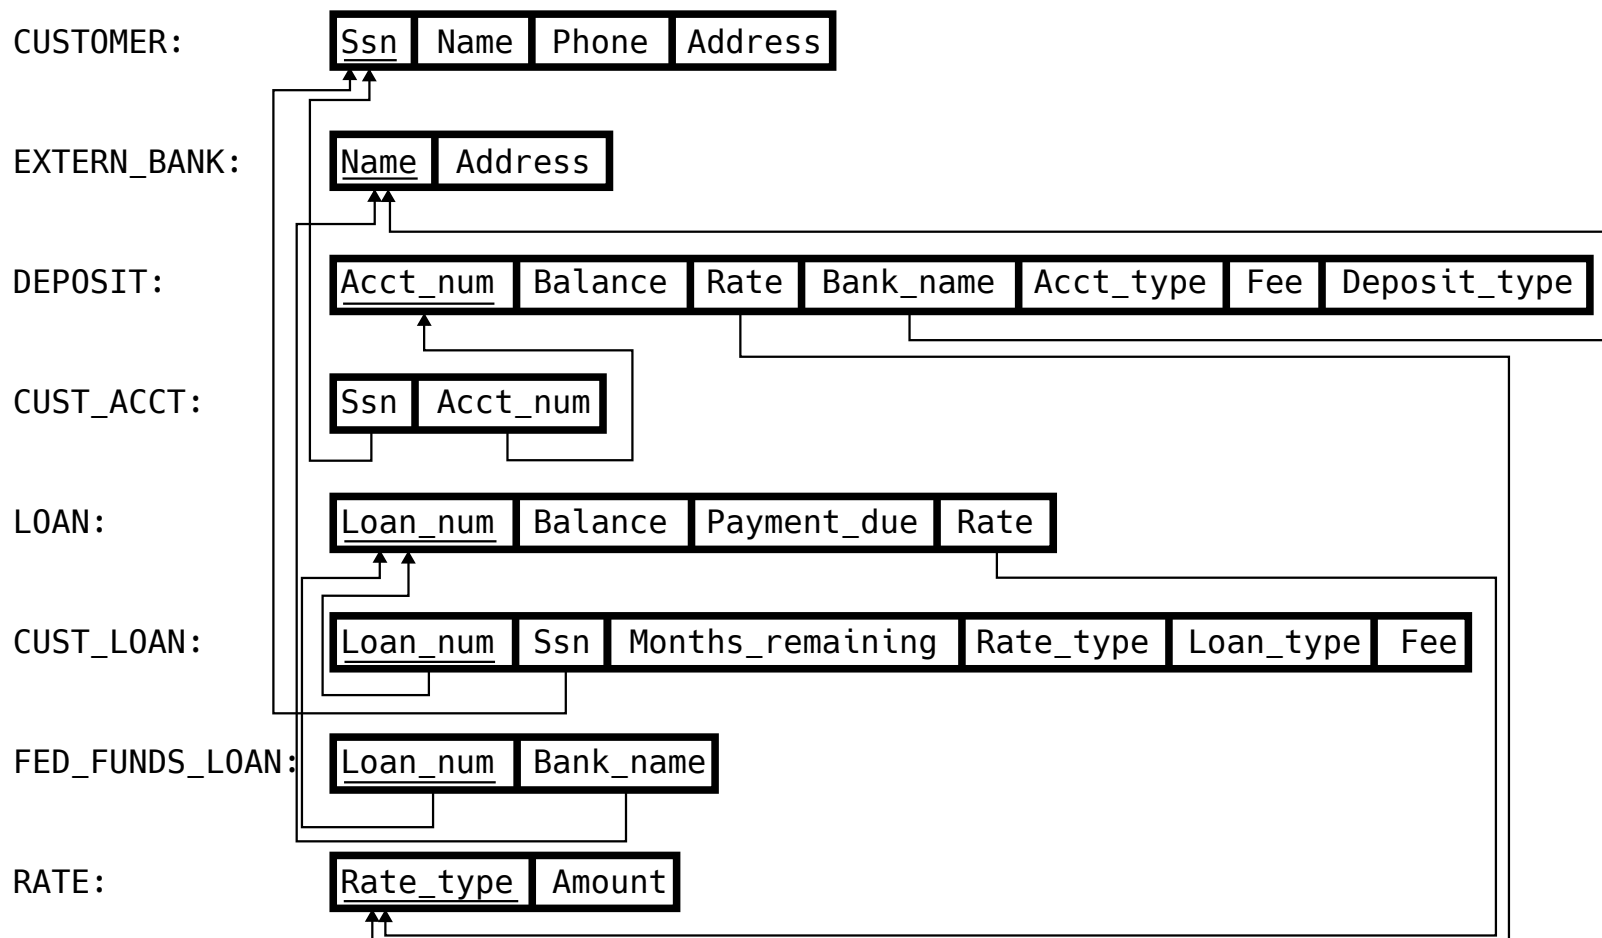 CUSTOMER: Ssn Name Phone Address
EXTERN_BANK: Name Address
DEPOSIT: Acct_num Balance Rate Bank_name Acct_type Fee Deposit_type
CUST_ACCT: Ssn Acct_num
LOAN: Loan_num Balance Payment_due Rate
CUST_LOAN: Loan_num Ssn Months_remaining Rate_type Loan_type Fee
FED_FUNDS_LOAN: Loan_num Bank_name
RATE: Rate_type Amount